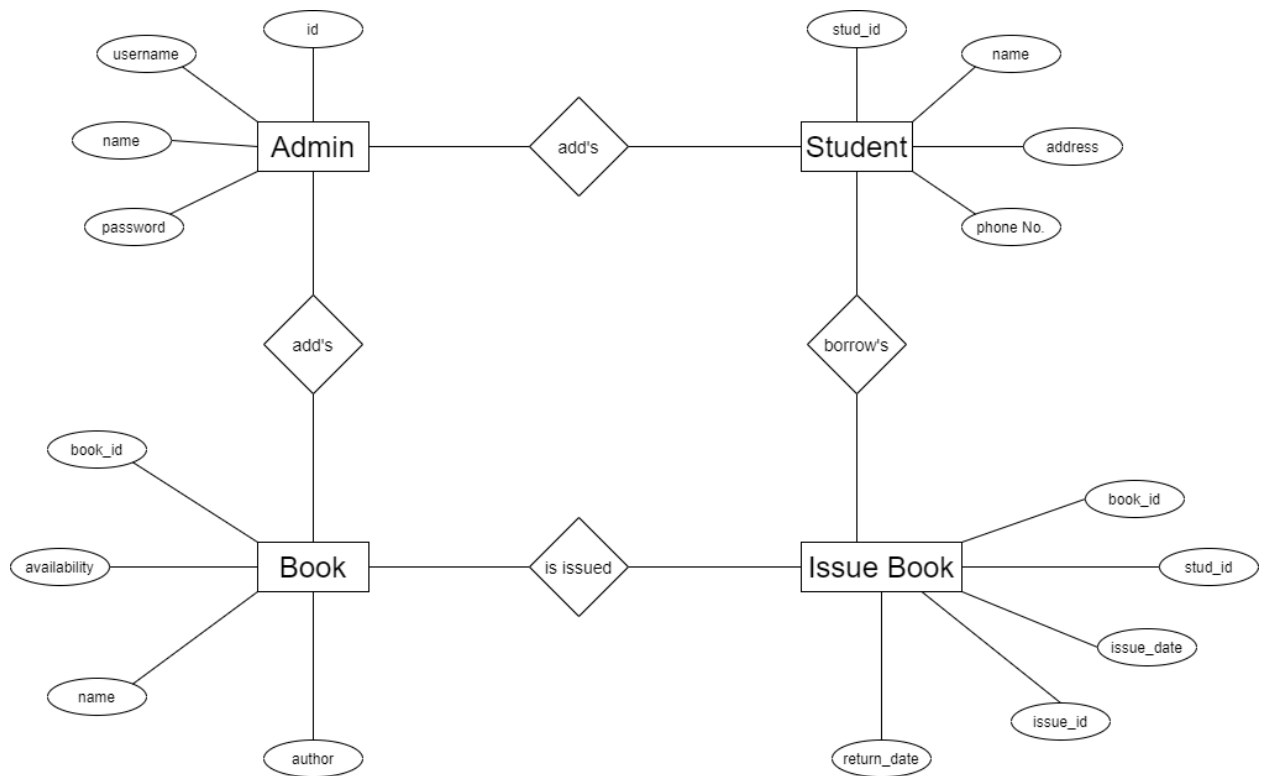 id
stud_id
username
name
name
Admin
add's
Student
address
password
phone No.
add's
borrow's
book_id
book_id
availability
Book
is issued
Issue Book
stud_id
issue_date
name
issue_id
author
return_date